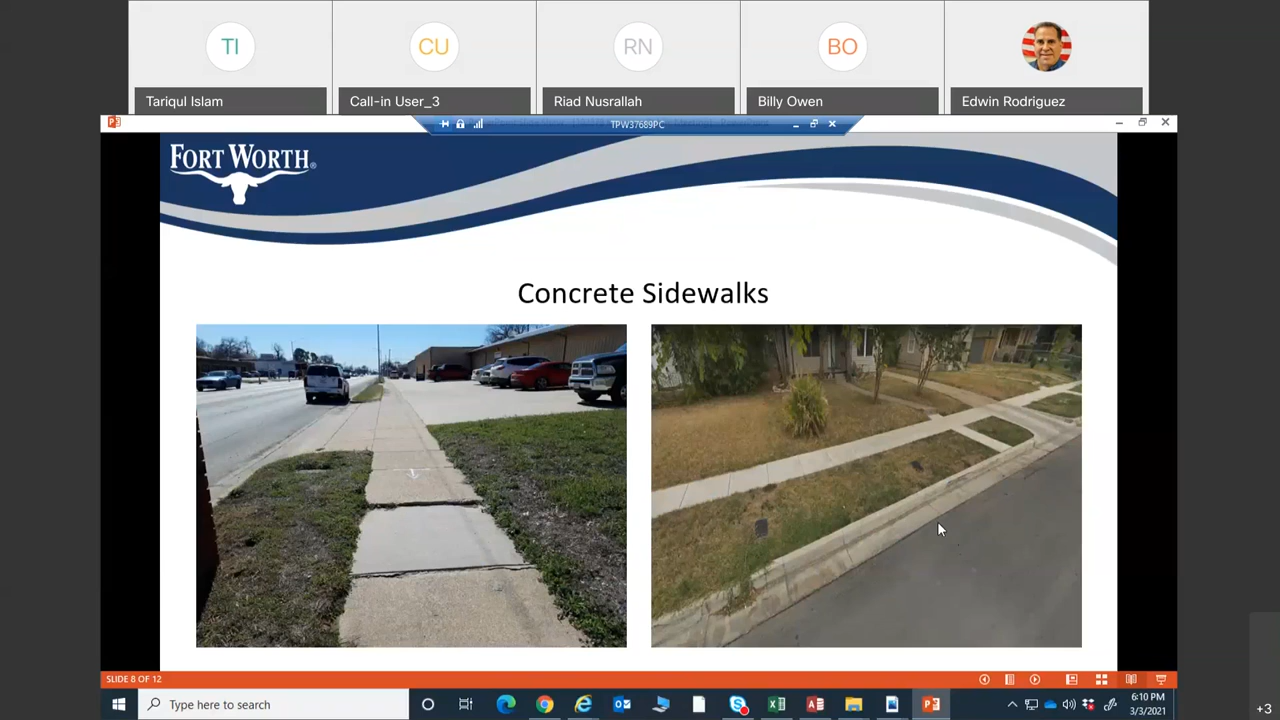 TI
CU
RN
BO
Tariqul Islam
Call-in User_3
Riad Nusrallah
Billy Owen
Edwin Rodriguez
TPW37689PC
FORT WORTH®
Concrete Sidewalks
SLIDE 8 OF 12
Type here to search
6:10 PM
3/3/2021
+3